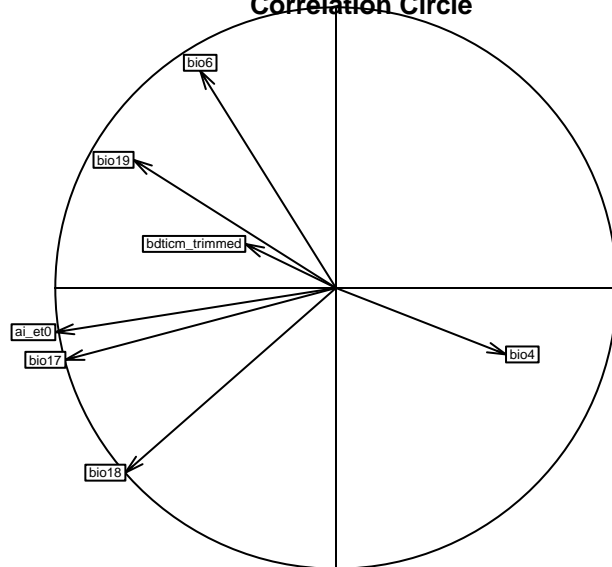 Correlation Circle
bio6
bio19
bdticm_trimmed
ai_et0
bio17
bio4
bio18